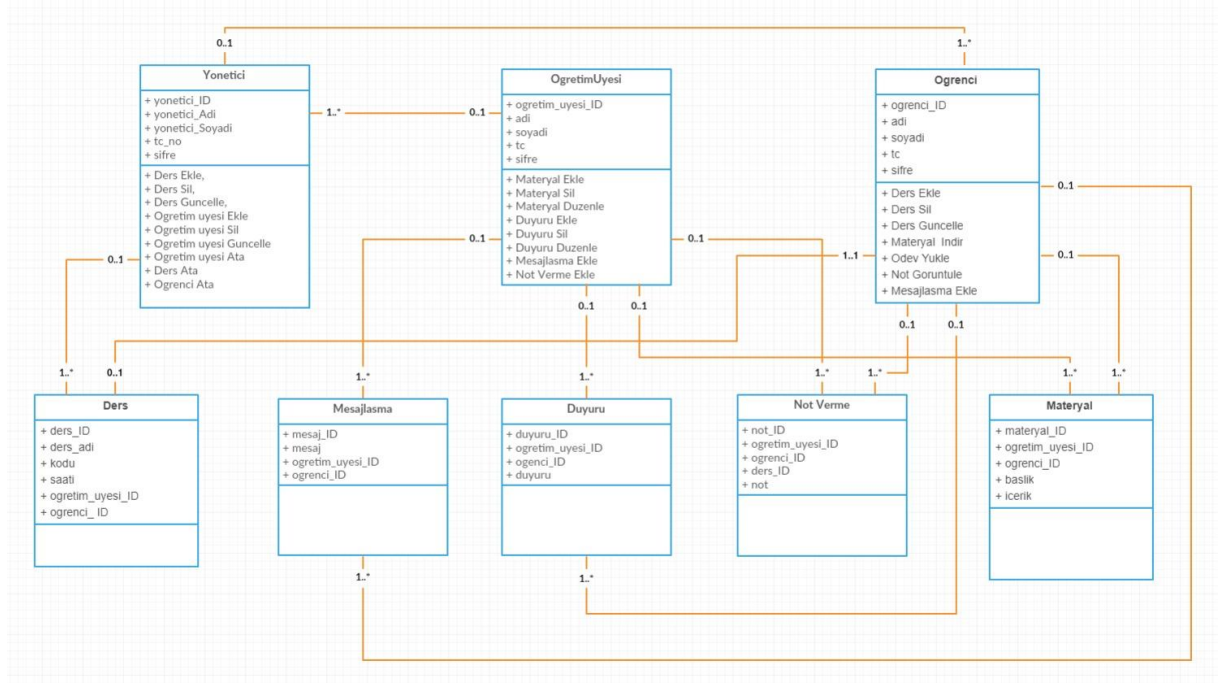 0..1
1..*
Yonetici
+ yonetici_ID
+ yonetici_Adi
+ yonetici_Soyadi
+ tc_no
+ sifre
+ Ders Ekle,
+ Ders Sil,
+ Ders Guncelle,
+ Ogretim uyesi Ekle
+ Ogretim uyesi Sil
+ Ogretim uyesi Guncelle
+ Ogretim uyesi Ata
+ Ders Ata
+ Ogrenci Ata
1..*
0..1
OgretimUyesi
+ ogretim_uyesi_ID
+ adi
+ soyadi
+ tc
+ sifre
+ Materyal Ekle
+ Materyal Sil
+ Materyal Duzenle
+ Duyuru Ekle
+ Duyuru Sil
+ Duyuru Duzenle
+ Mesajlasma Ekle
+ Not Verme Ekle
Ogrenci
+ ogrenci_ID
+ adi
+ soyadi
+ tc
+ sifre
+ Ders Ekle
+ Ders Sil
+ Ders Guncelle
+ Materyal Indir
+ Odev Yukle
+ Not Goruntule
+ Mesajlasma Ekle
0..1
0..1
0..1
0..1
1..1
0..1
0..1
0..1
0..1
0..1
1..*
0..1
1..*
1..*
1..*
1..*
1..*
1..*
Ders
+ ders_ID
+ ders_adi
+ kodu
+ saati
+ ogretim_uyesi_ID
+ ogrenci_ ID
Mesajlasma
+ mesaj_ID
+ mesaj
+ ogretim_uyesi_ID
+ ogrenci_ID
Duyuru
+ duyuru_ID
+ ogretim_uyesi_ID
+ ogenci_ID
+ duyuru
Not Verme
+ not_ID
+ ogretim_uyesi_ID
+ ogrenci_ID
+ ders_ID
+ not
Materyal
+ materyal_ID
+ ogretim_uyesi_ID
+ ogrenci_ID
+ baslik
+ icerik
1..*
1..*